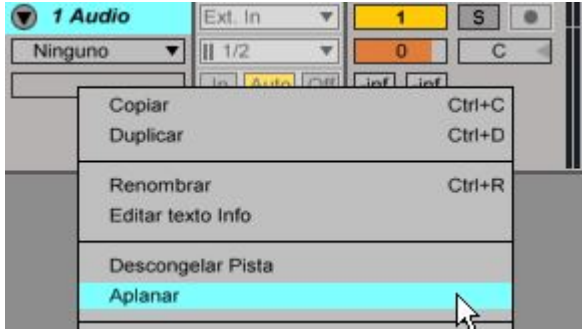 1 Audio Ext. In 1 S
Ninguno 1/2 0 C
In Auto Off -inf -inf
Copiar Ctrl+C
Duplicar Ctrl+D
Renombrar Ctrl+R
Editar texto Info
Descongelar Pista
Aplanar